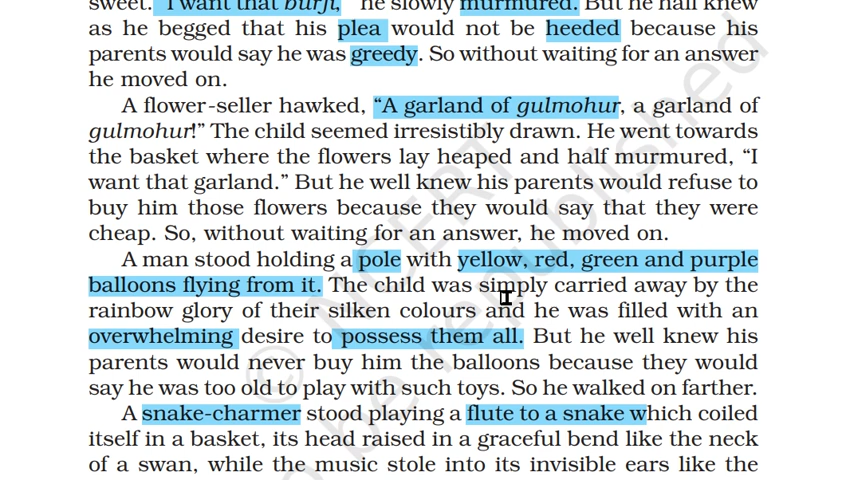 sweet. "I want that burfi," he slowly murmured. But he half knew
as he begged that his plea would not be heeded because his
parents would say he was greedy. So without waiting for an answer
he moved on.
A flower-seller hawked, “A garland of gulmohur, a garland of
gulmohur!” The child seemed irresistibly drawn. He went towards
the basket where the flowers lay heaped and half murmured, “I
want that garland.” But he well knew his parents would refuse to
buy him those flowers because they would say that they were
cheap. So, without waiting for an answer, he moved on.
A man stood holding a pole with yellow, red, green and purple
balloons flying from it. The child was simply carried away by the
rainbow glory of their silken colours and he was filled with an
overwhelming desire to possess them all. But he well knew his
parents would never buy him the balloons because they would
say he was too old to play with such toys. So he walked on farther.
A snake-charmer stood playing a flute to a snake which coiled
itself in a basket, its head raised in a graceful bend like the neck
of a swan, while the music stole into its invisible ears like the
© NCERT
be republished